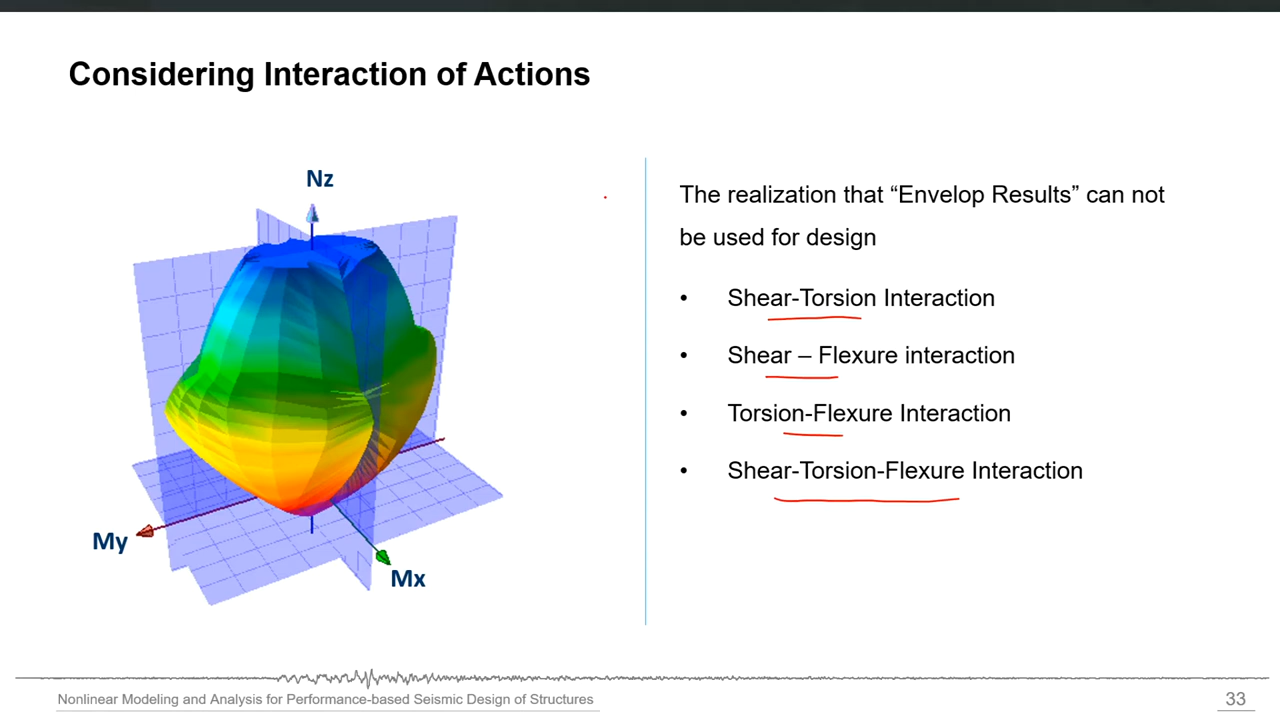 Considering Interaction of Actions
Nz
My
Mx
The realization that “Envelop Results” can not
be used for design
• Shear-Torsion Interaction
• Shear – Flexure interaction
• Torsion-Flexure Interaction
• Shear-Torsion-Flexure Interaction
Nonlinear Modeling and Analysis for Performance-based Seismic Design of Structures
33